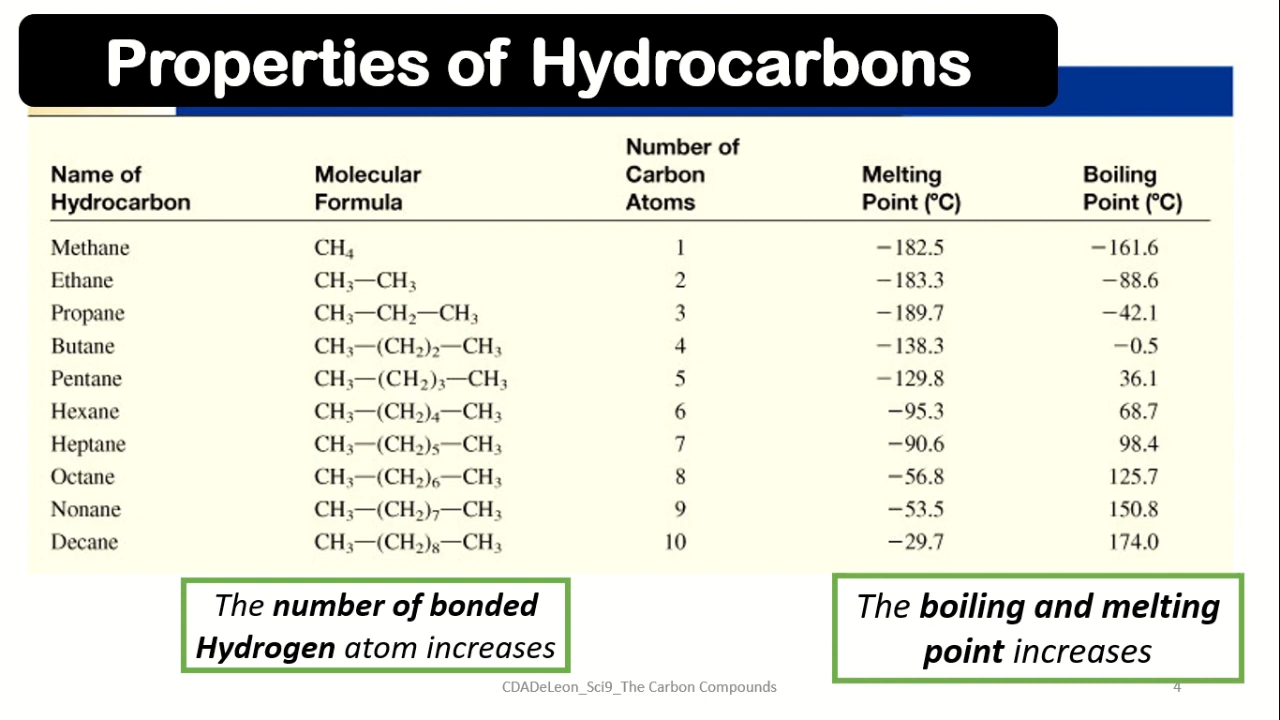 Properties of Hydrocarbons
Name of Hydrocarbon Molecular Formula Number of Carbon Atoms Melting Point (°C) Boiling Point (°C)
Methane CH₄ 1 −182.5 −161.6
Ethane CH₃—CH₃ 2 −183.3 −88.6
Propane CH₃—CH₂—CH₃ 3 −189.7 −42.1
Butane CH₃—(CH₂)₂—CH₃ 4 −138.3 −0.5
Pentane CH₃—(CH₂)₃—CH₃ 5 −129.8 36.1
Hexane CH₃—(CH₂)₄—CH₃ 6 −95.3 68.7
Heptane CH₃—(CH₂)₅—CH₃ 7 −90.6 98.4
Octane CH₃—(CH₂)₆—CH₃ 8 −56.8 125.7
Nonane CH₃—(CH₂)₇—CH₃ 9 −53.5 150.8
Decane CH₃—(CH₂)₈—CH₃ 10 −29.7 174.0
The number of bonded
Hydrogen atom increases
The boiling and melting
point increases
CDADeLeon_Sci9_The Carbon Compounds 4